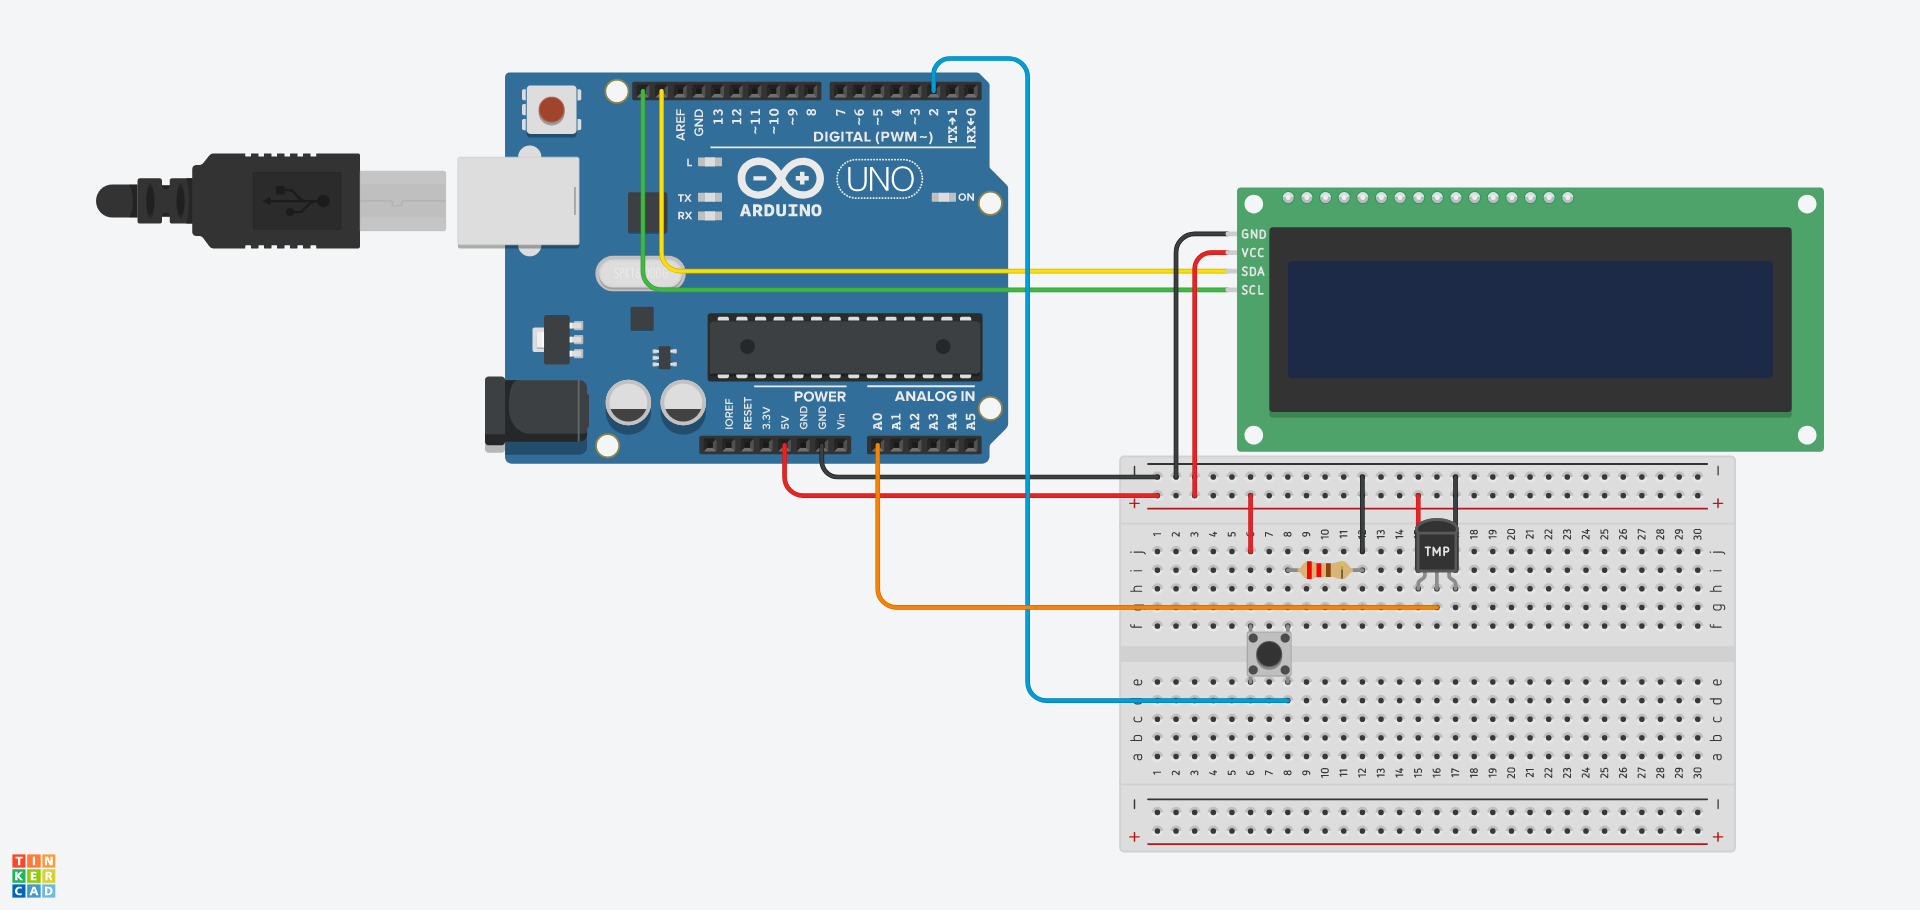 AREF
GND
13
12
~11
~10
~9
8
7
~6
~5
4
~3
2
TX→1
RX←0
DIGITAL (PWM~)
L
TX
RX
UNO
ON
ARDUINO
GND
VCC
SDA
SCL
POWER
ANALOG IN
IOREF
RESET
3.3V
5V
GND
GND
Vin
A0
A1
A2
A3
A4
A5
− −
+ +
1 2 3 4 5 6 7 8 9 10 11 12 13 14 18 19 20 21 22 23 24 25 26 27 28 29 30
j j
TMP
i i
h h
g g
f f
e e
d d
c c
b b
a a
1 2 3 4 5 6 7 8 9 10 11 12 13 14 15 16 17 18 19 20 21 22 23 24 25 26 27 28 29 30
− −
+ +
TIN
KER
CAD